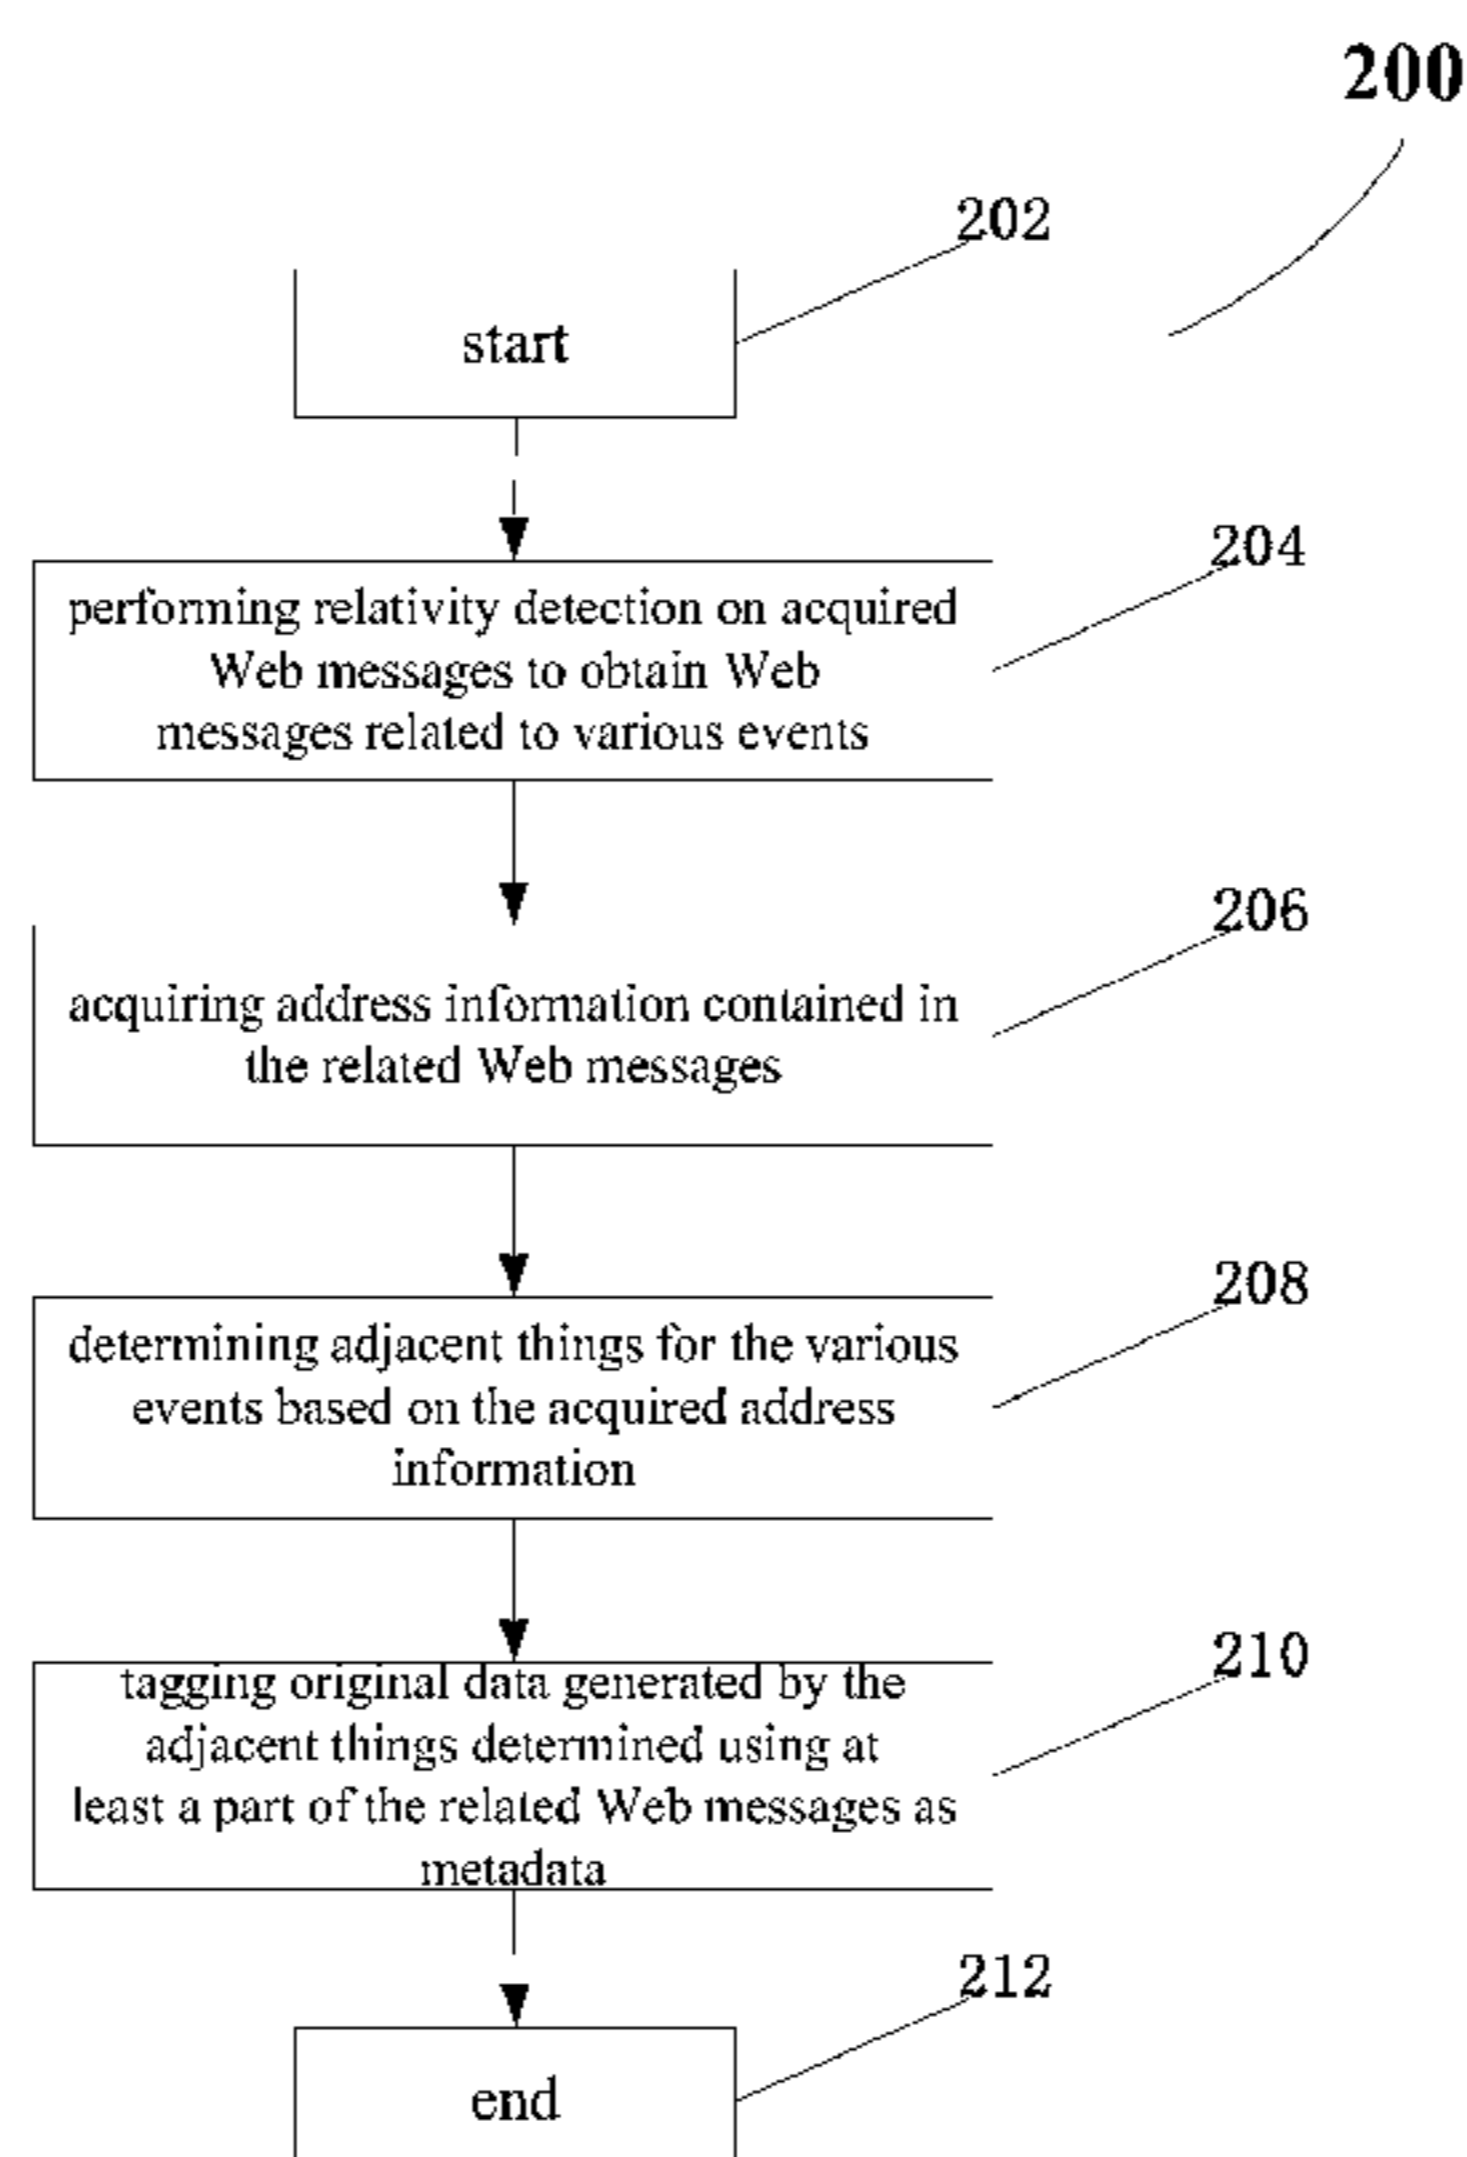 200
202
start
204
performing relativity detection on acquired
Web messages to obtain Web
messages related to various events
206
acquiring address information contained in
the related Web messages
208
determining adjacent things for the various
events based on the acquired address
information
210
tagging original data generated by the
adjacent things determined using at
least a part of the related Web messages as
metadata
212
end